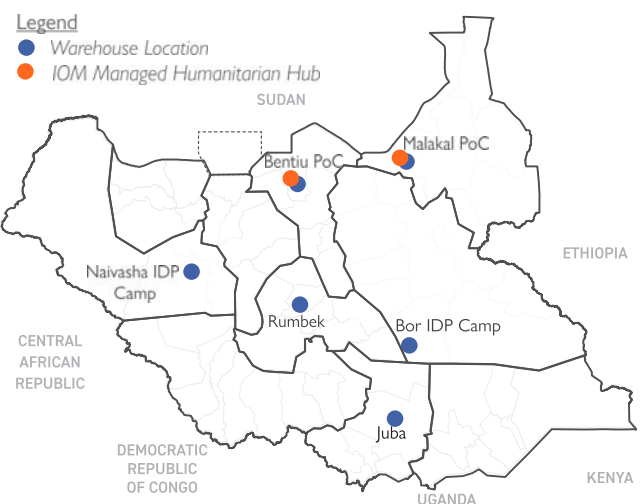 Legend
Warehouse Location
IOM Managed Humanitarian Hub
SUDAN
Malakal PoC
Bentiu PoC
ETHIOPIA
Naivasha IDP
Camp
Rumbek
Bor IDP Camp
CENTRAL
AFRICAN
REPUBLIC
Juba
DEMOCRATIC
REPUBLIC
OF CONGO
KENYA
UGANDA